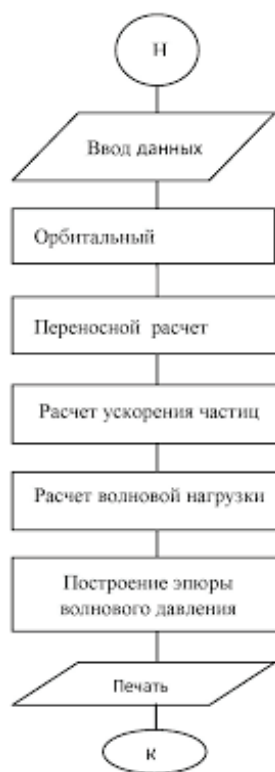 Н
Ввод данных
Орбитальный
Переносной расчет
Расчет ускорения частиц
Расчет волновой нагрузки
Построение эпюры
волнового давления
Печать
к